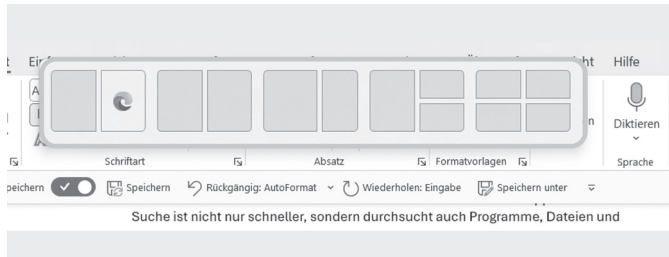 Hilfe
Diktieren
Schriftart Absatz Formatvorlagen Sprache
peichern Speichern Rückgängig: AutoFormat Wiederholen: Eingabe Speichern unter
Suche ist nicht nur schneller, sondern durchsucht auch Programme, Dateien und